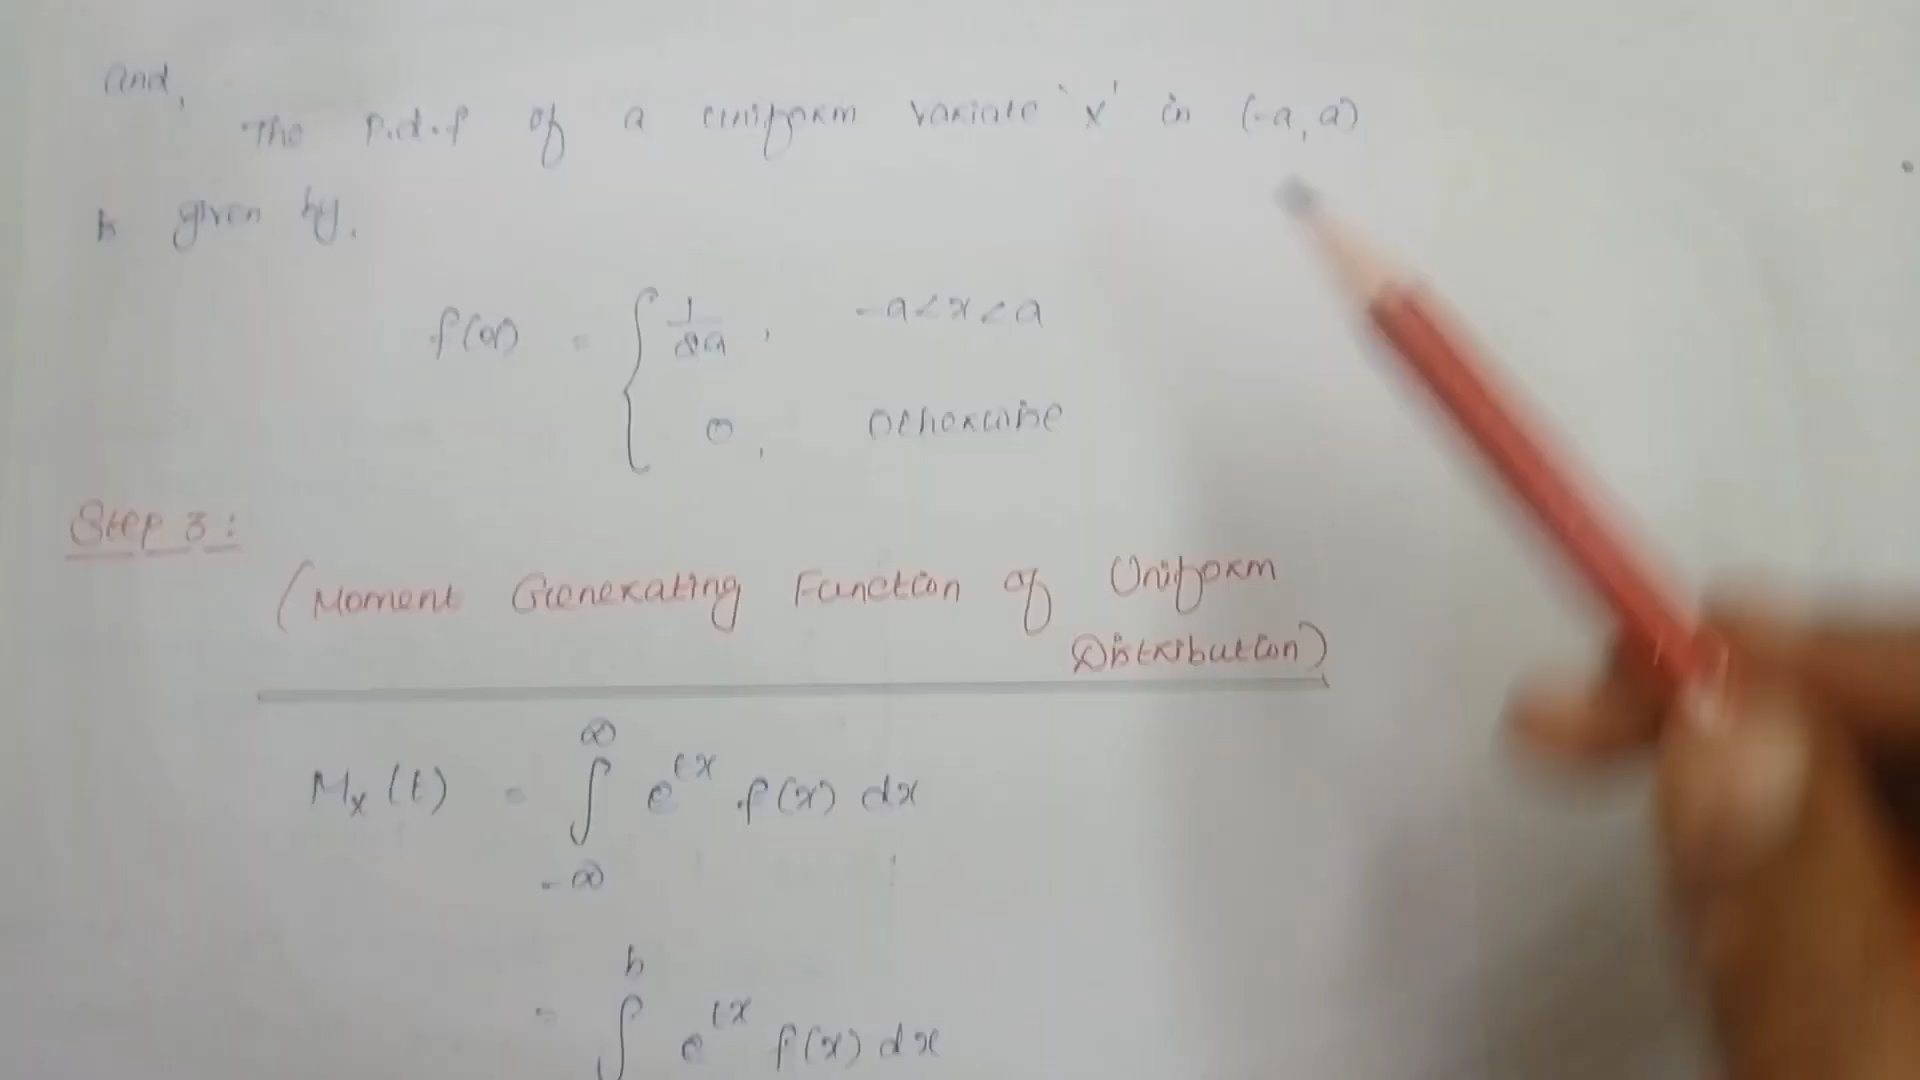 and,
The P.d.f of a uniform variate 'x' in (-a, a)
is given by,
f(x) = { 1/2a , -a<x<a
0 , otherwise
Step 3 :
(Moment Generating Function of Uniform
Distribution)
Mx(t) = ∫_{-∞}^{∞} e^{tx} f(x) dx
= ∫^{b} e^{tx} f(x) dx